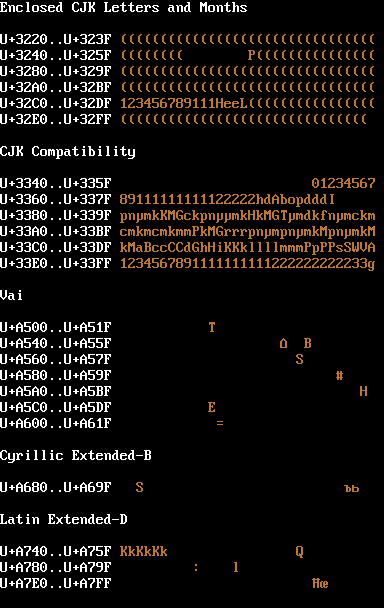 Enclosed CJK Letters and Months
U+3220..U+323F ((((((((((((((((((((((((((((((((
U+3240..U+325F ((((((((        P(((((((((((((((
U+3280..U+329F ((((((((((((((((((((((((((((((((
U+32A0..U+32BF ((((((((((((((((((((((((((((((((
U+32C0..U+32DF 123456789111HeeL((((((((((((((((
U+32E0..U+32FF (((((((((((((((((((((((((((((((
CJK Compatibility
U+3340..U+335F                         01234567
U+3360..U+337F 89111111111122222hdAbopdddI
U+3380..U+339F pnμmkKMGckpnμμmkHkMGTμmdkfnμmckm
U+33A0..U+33BF cmkmcmkmmPkMGrrrpnμmpnμmkMpnμmkM
U+33C0..U+33DF kMaBccCCdGhHiKKkllllmmmPpPPsSWVA
U+33E0..U+33FF 1234567891111111111222222222233g
Vai
U+A500..U+A51F            T
U+A540..U+A55F                     Δ  B
U+A560..U+A57F                       S
U+A580..U+A59F                            #
U+A5A0..U+A5BF                               H
U+A5C0..U+A5DF            E
U+A600..U+A61F             =
Cyrillic Extended-B
U+A680..U+A69F   S                         ъь
Latin Extended-D
U+A740..U+A75F KkKkKk                Q
U+A780..U+A79F          :    l
U+A7E0..U+A7FF                         Ħœ